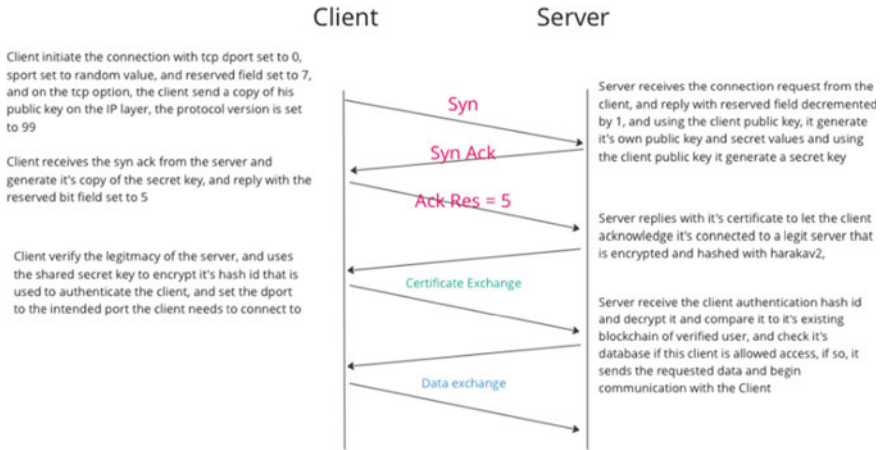 Client
Server
Client initiate the connection with tcp dport set to 0,
sport set to random value, and reserved field set to 7,
and on the tcp option, the client send a copy of his
public key on the IP layer, the protocol version is set
to 99
Syn
Server receives the connection request from the
client, and reply with reserved field decremented
by 1, and using the client public key, it generate
it's own public key and secret values and using
the client public key it generate a secret key
Syn Ack
Client receives the syn ack from the server and
generate it's copy of the secret key, and reply with the
reserved bit field set to 5
Ack Res = 5
Server replies with it's certificate to let the client
acknowledge it's connected to a legit server that
is encrypted and hashed with harakav2,
Client verify the legitmacy of the server, and uses
the shared secret key to encrypt it's hash id that is
used to authenticate the client, and set the dport
to the intended port the client needs to connect to
Certificate Exchange
Server receive the client authentication hash id
and decrypt it and compare it to it's existing
blockchain of verified user, and check it's
database if this client is allowed access, if so, it
sends the requested data and begin
communication with the Client
Data exchange